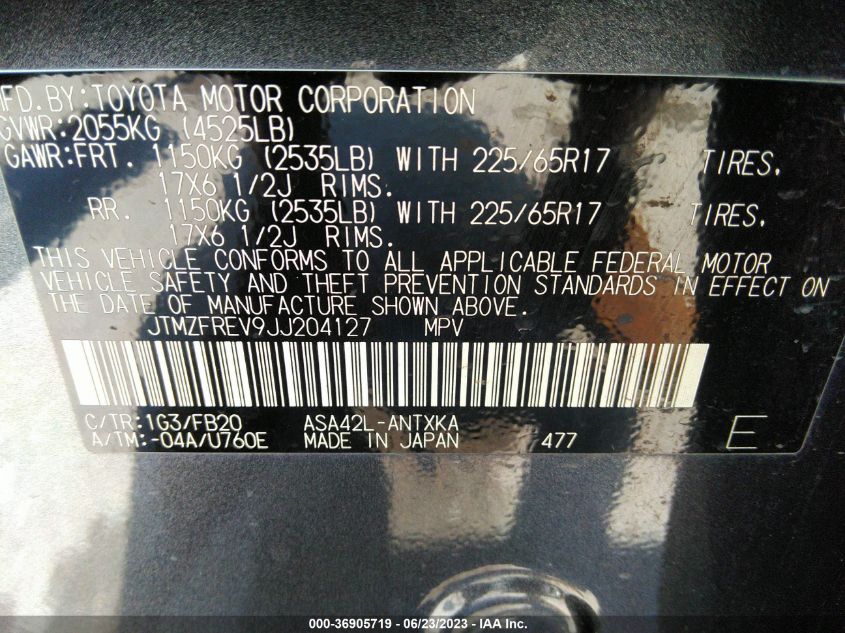 MFD. BY: TOYOTA MOTOR CORPORATION
GVWR: 2055KG (4525LB)
GAWR: FRT. 1150KG (2535LB) WITH 225/65R17 TIRES,
17X6 1/2J RIMS.
RR. 1150KG (2535LB) WITH 225/65R17 TIRES,
17X6 1/2J RIMS.
THIS VEHICLE CONFORMS TO ALL APPLICABLE FEDERAL MOTOR
VEHICLE SAFETY AND THEFT PREVENTION STANDARDS IN EFFECT ON
THE DATE OF MANUFACTURE SHOWN ABOVE.
JTMZFREV9JJ204127 MPV
C/TR: 1G3/FB20 ASA42L-ANTXKA
A/TM: -04A/U760E MADE IN JAPAN 477 E
000-36905719 - 06/23/2023 - IAA Inc.